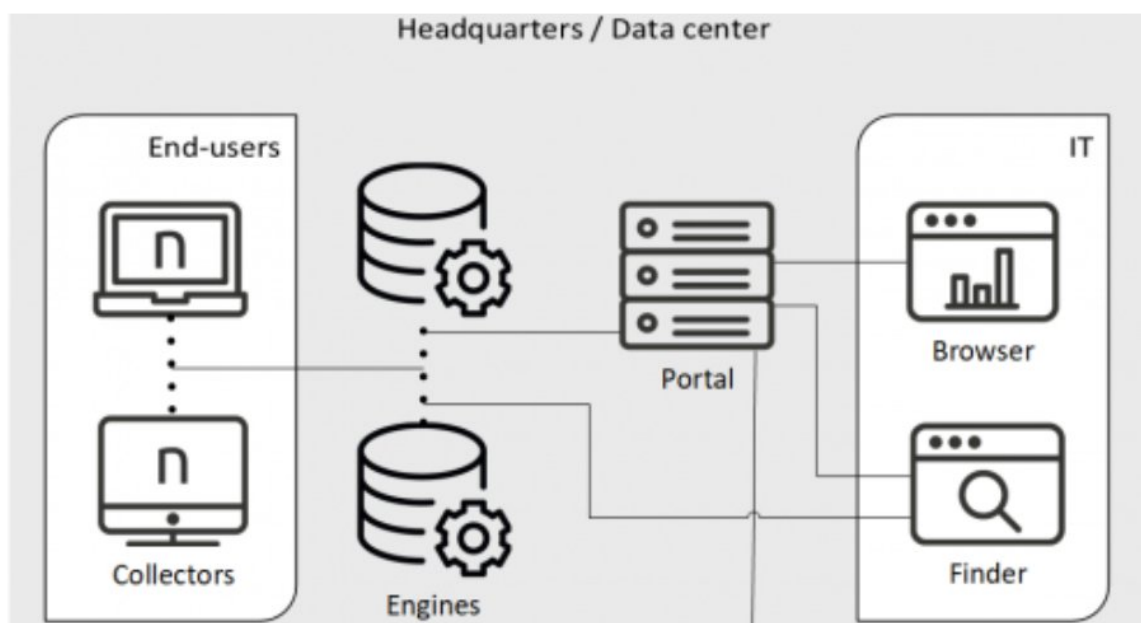 Headquarters / Data center
End-users
n
n
Collectors
Engines
Portal
IT
Browser
Finder